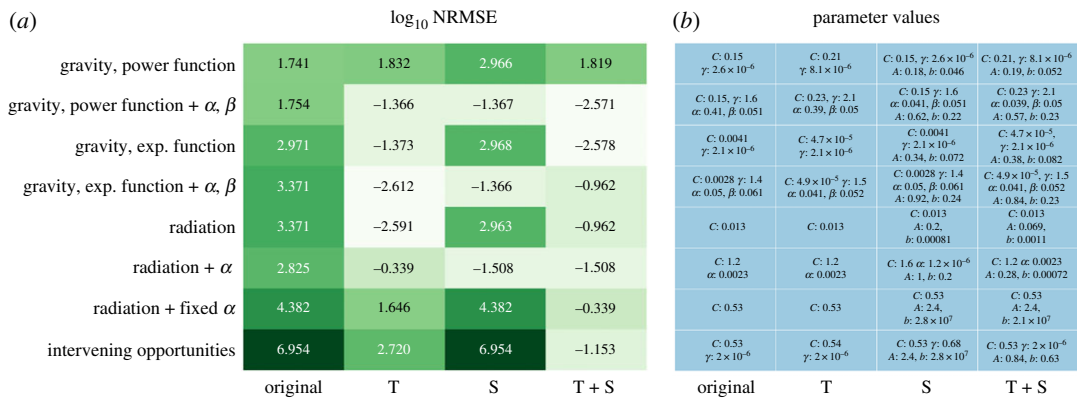 (a)
log10 NRMSE
gravity, power function 1.741 1.832 2.966 1.819
gravity, power function + α, β 1.754 –1.366 –1.367 –2.571
gravity, exp. function 2.971 –1.373 2.968 –2.578
gravity, exp. function + α, β 3.371 –2.612 –1.366 –0.962
radiation 3.371 –2.591 2.963 –0.962
radiation + α 2.825 –0.339 –1.508 –1.508
radiation + fixed α 4.382 1.646 4.382 –0.339
intervening opportunities 6.954 2.720 6.954 –1.153
original T S T + S
(b)
parameter values
C: 0.15
γ: 2.6 × 10⁻⁶
C: 0.21
γ: 8.1 × 10⁻⁶
C: 0.15, γ: 2.6 × 10⁻⁶
A: 0.18, b: 0.046
C: 0.21, γ: 8.1 × 10⁻⁶
A: 0.19, b: 0.052
C: 0.15, γ: 1.6
α: 0.41, β: 0.051
C: 0.23, γ: 2.1
α: 0.39, β: 0.05
C: 0.15 γ: 1.6
α: 0.041, β: 0.051
A: 0.62, b: 0.22
C: 0.23 γ: 2.1
α: 0.039, β: 0.05
A: 0.57, b: 0.23
C: 0.0041
γ: 2.1 × 10⁻⁶
C: 4.7 × 10⁻⁵
γ: 2.1 × 10⁻⁶
C: 0.0041
γ: 2.1 × 10⁻⁶
A: 0.34, b: 0.072
C: 4.7 × 10⁻⁵,
γ: 2.1 × 10⁻⁶
A: 0.38, b: 0.082
C: 0.0028 γ: 1.4
α: 0.05, β: 0.061
C: 4.9 × 10⁻⁵ γ: 1.5
α: 0.041, β: 0.052
C: 0.0028 γ: 1.4
α: 0.05, β: 0.061
A: 0.92, b: 0.24
C: 4.9 × 10⁻⁵, γ: 1.5
α: 0.041, β: 0.052
A: 0.84, b: 0.23
C: 0.013
C: 0.013
C: 0.013
A: 0.2,
b: 0.00081
C: 0.013
A: 0.069,
b: 0.0011
C: 1.2
α: 0.0023
C: 1.2
α: 0.0023
C: 1.6 α: 1.2 × 10⁻⁶
A: 1, b: 0.2
C: 1.2 α: 0.0023
A: 0.28, b: 0.00072
C: 0.53
C: 0.53
C: 0.53
A: 2.4,
b: 2.8 × 10⁷
C: 0.53
A: 2.4,
b: 2.1 × 10⁷
C: 0.53
γ: 2 × 10⁻⁶
C: 0.54
γ: 2 × 10⁻⁶
C: 0.53 γ: 0.68
A: 2.4, b: 2.8 × 10⁷
C: 0.53 γ: 2 × 10⁻⁶
A: 0.84, b: 0.63
original T S T + S